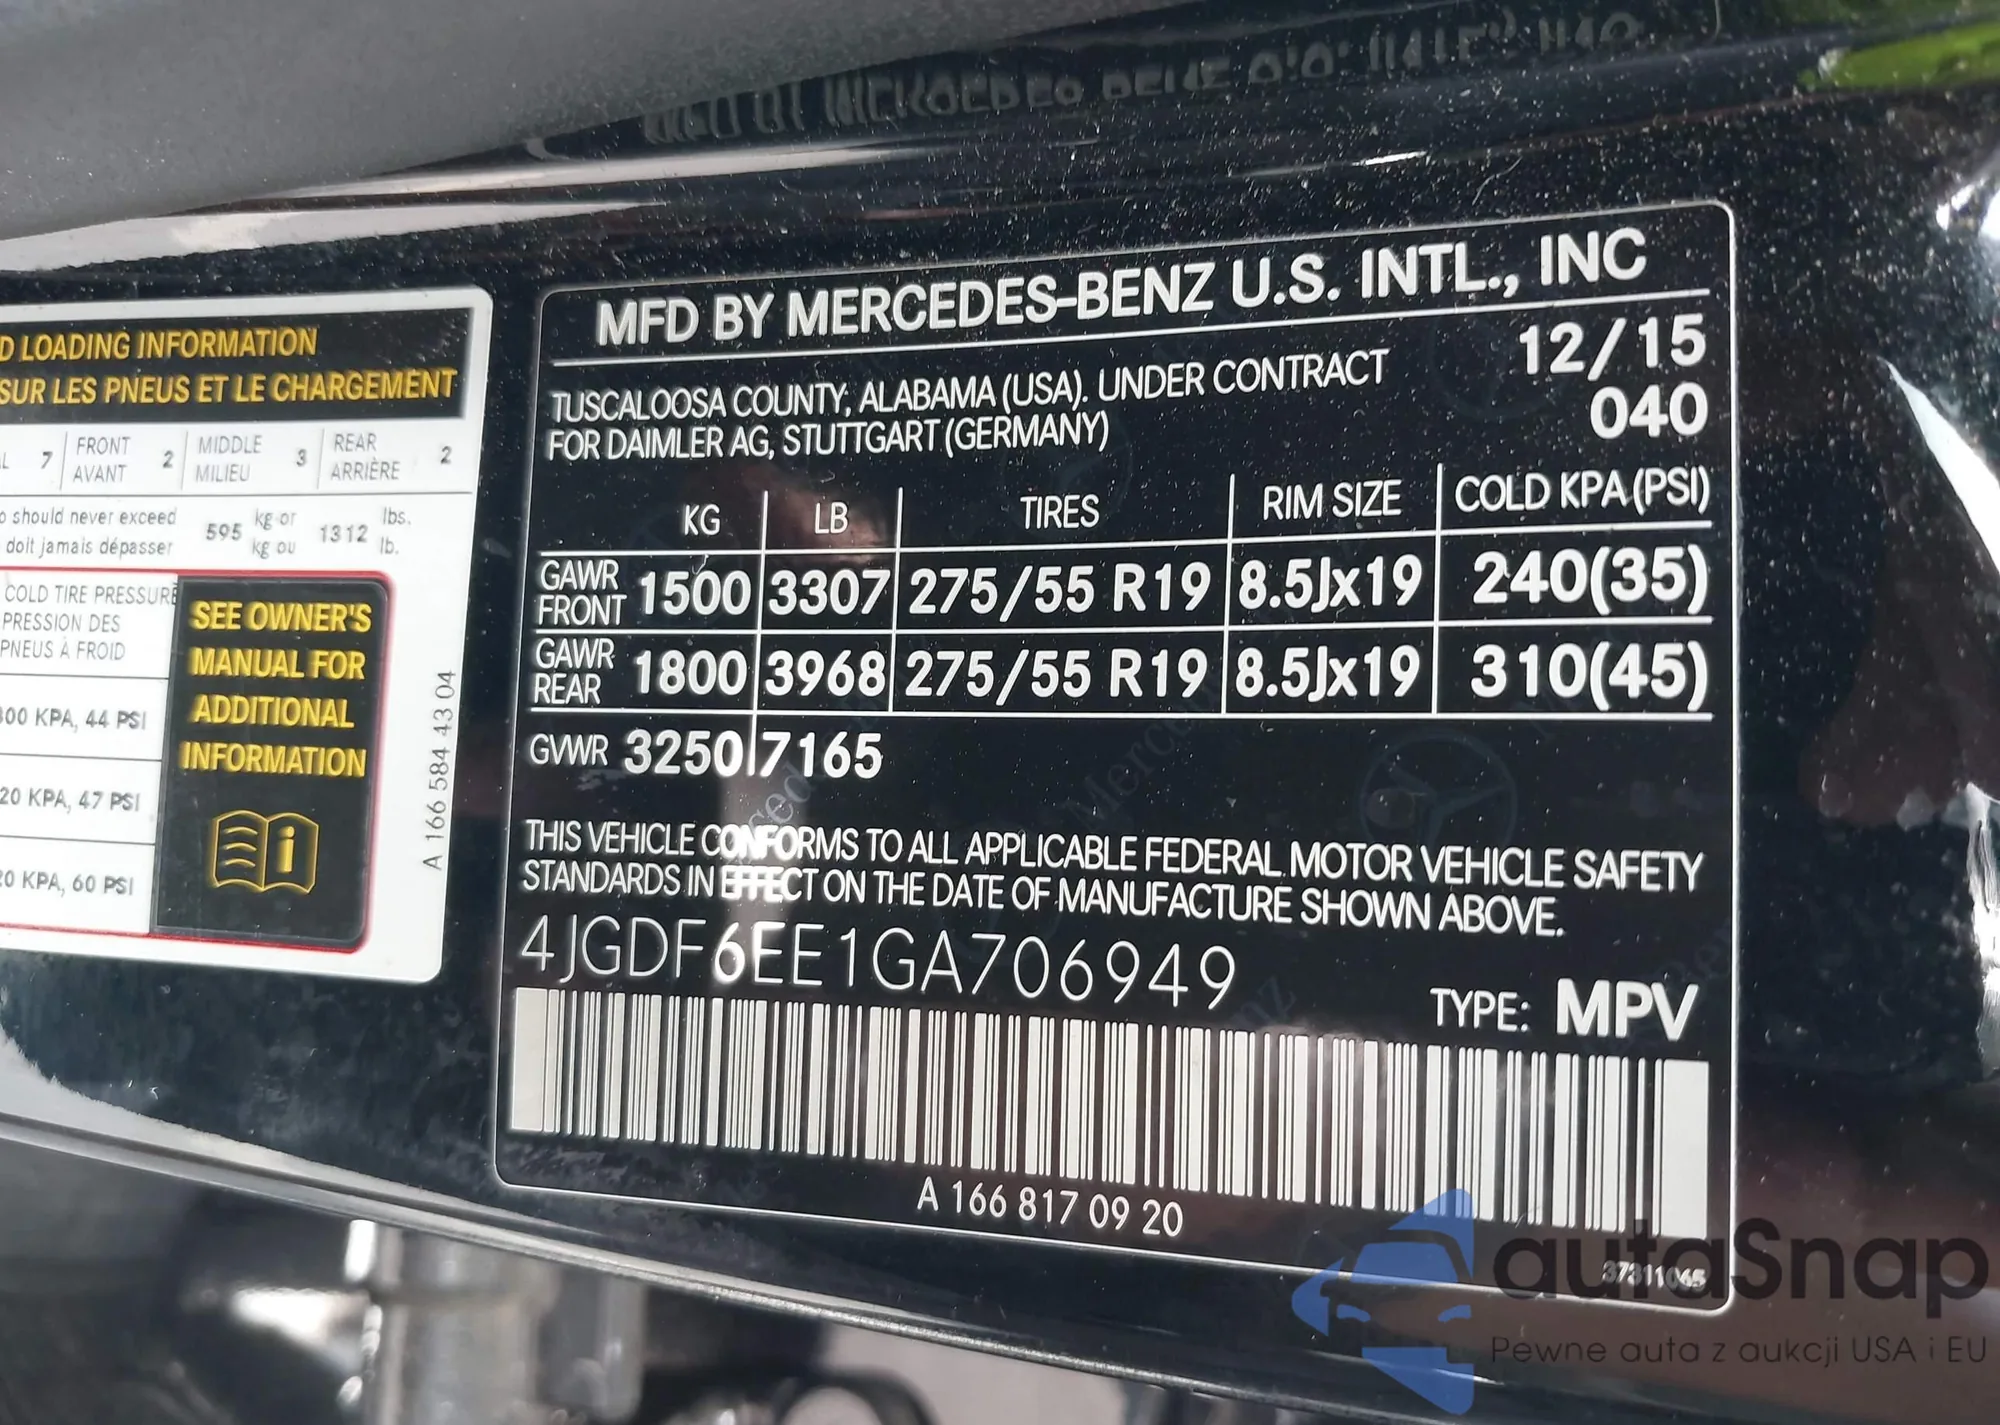 D LOADING INFORMATION
SUR LES PNEUS ET LE CHARGEMENT
L 7 FRONT AVANT 2 MIDDLE MILIEU 3 REAR ARRIÈRE 2
o should never exceed 595 kg or 1312 lbs.
doit jamais dépasser kg ou lb.
COLD TIRE PRESSURE
PRESSION DES
PNEUS À FROID
00 KPA, 44 PSI
20 KPA, 47 PSI
20 KPA, 60 PSI
SEE OWNER'S
MANUAL FOR
ADDITIONAL
INFORMATION
A 166 584 43 04
MFD BY MERCEDES-BENZ U.S. INTL., INC
TUSCALOOSA COUNTY, ALABAMA (USA). UNDER CONTRACT 12/15
FOR DAIMLER AG, STUTTGART (GERMANY) 040
KG LB TIRES RIM SIZE COLD KPA(PSI)
GAWR FRONT 1500 3307 275/55 R19 8.5Jx19 240(35)
GAWR REAR 1800 3968 275/55 R19 8.5Jx19 310(45)
GVWR 3250 7165
THIS VEHICLE CONFORMS TO ALL APPLICABLE FEDERAL MOTOR VEHICLE SAFETY
STANDARDS IN EFFECT ON THE DATE OF MANUFACTURE SHOWN ABOVE.
4JGDF6EE1GA706949
TYPE: MPV
A 166 817 09 20
37311065
autaSnap
Pewne auta z aukcji USA i EU